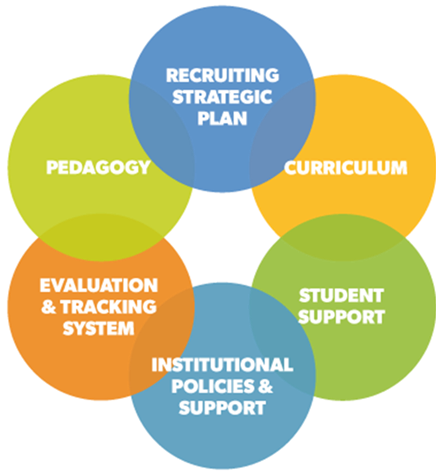 RECRUITING
STRATEGIC
PLAN
PEDAGOGY
CURRICULUM
EVALUATION
& TRACKING
SYSTEM
STUDENT
SUPPORT
INSTITUTIONAL
POLICIES &
SUPPORT